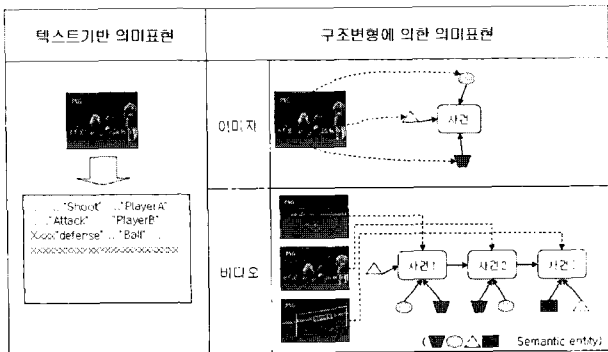 텍스트기반 의미표현
구조변형에 의한 의미표현
이미지
사건
..."Shoot" .."PlayerA"
"Attack" "PlayerB"
Xxxx"defense"..."Ball"
xxxxxxxxxxxxxxxxxxxxxxxx
비디오
사건1
사건2
사건3
( Semantic entity)